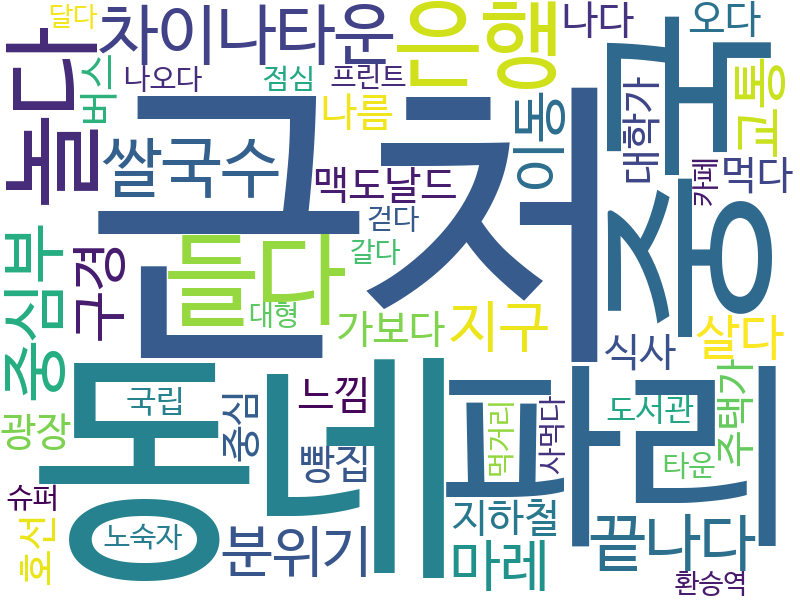 달다
차이나타운
은행
나다
오다
놀다
버스
나오다
점심
프린트
나름
이동
대학가
중국
교통
쌀국수
맥도날드
카페
먹다
근처
걷다
들다
갈다
중심부
구경
대형
가보다
지구
식사
살다
동네
파리
국립
느낌
중심
광장
빵집
먹거리
사먹다
도서관
주택가
타운
슈퍼
호선
노숙자
분위기
지하철
마레
끝나다
환승역